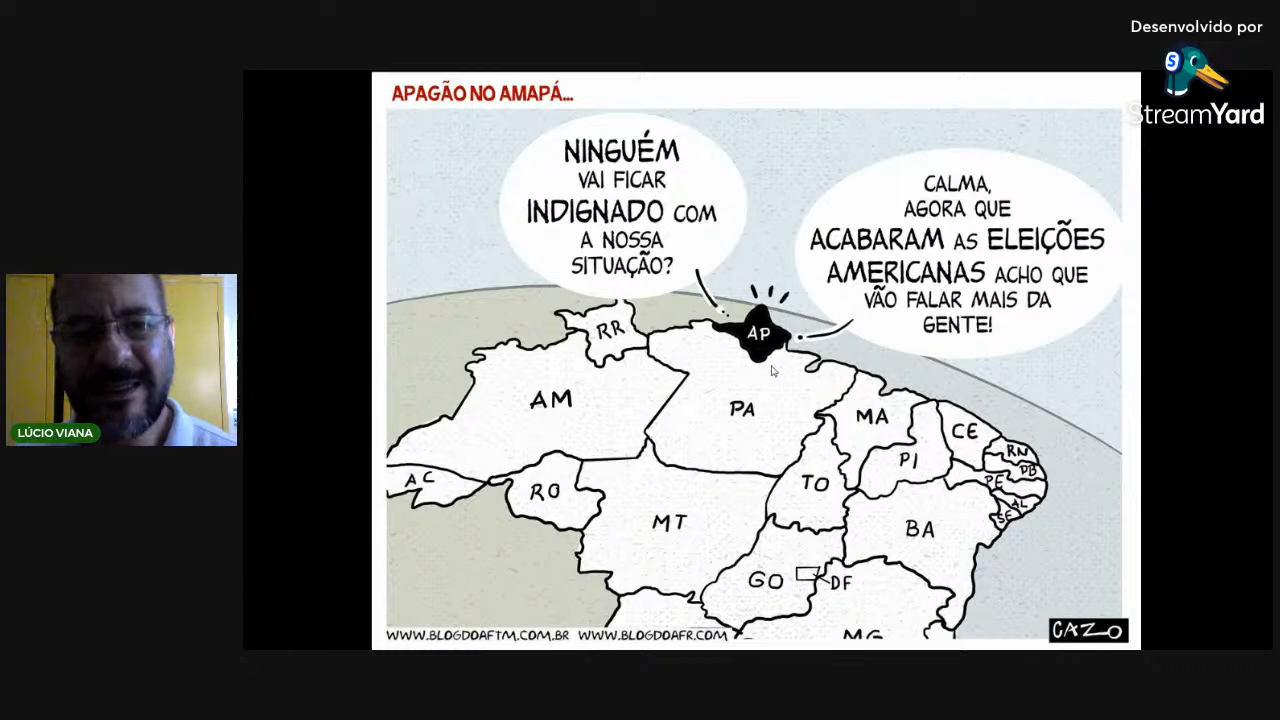 Desenvolvido por
StreamYard
APAGÃO NO AMAPÁ...
NINGUÉM
VAI FICAR
INDIGNADO COM
A NOSSA
SITUAÇÃO?
CALMA,
AGORA QUE
ACABARAM AS ELEIÇÕES
AMERICANAS ACHO QUE
VÃO FALAR MAIS DA
GENTE!
RR
AP
AM
PA
MA
CE
RN
PB
PI
PE
AL
SE
AC
RO
TO
MT
BA
GO
DF
MG
LÚCIO VIANA
WWW.BLOGDOAFTM.COM.BR WWW.BLOGDOAFR.COM
CAZO